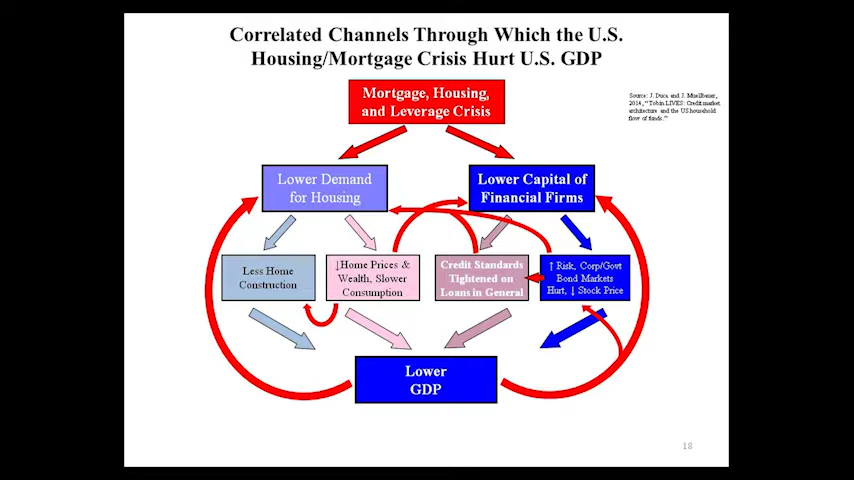 Correlated Channels Through Which the U.S.
Housing/Mortgage Crisis Hurt U.S. GDP
Mortgage, Housing,
and Leverage Crisis
Source: J. Duca and J. Muellbauer,
2014, "Tobin LIVES: Credit market
architecture and the US household
flow of funds."
Lower Demand
for Housing
Lower Capital of
Financial Firms
Less Home
Construction
↓Home Prices &
Wealth, Slower
Consumption
Credit Standards
Tightened on
Loans in General
↑ Risk, Corp/Govt
Bond Markets
Hurt, ↓ Stock Price
Lower
GDP
18